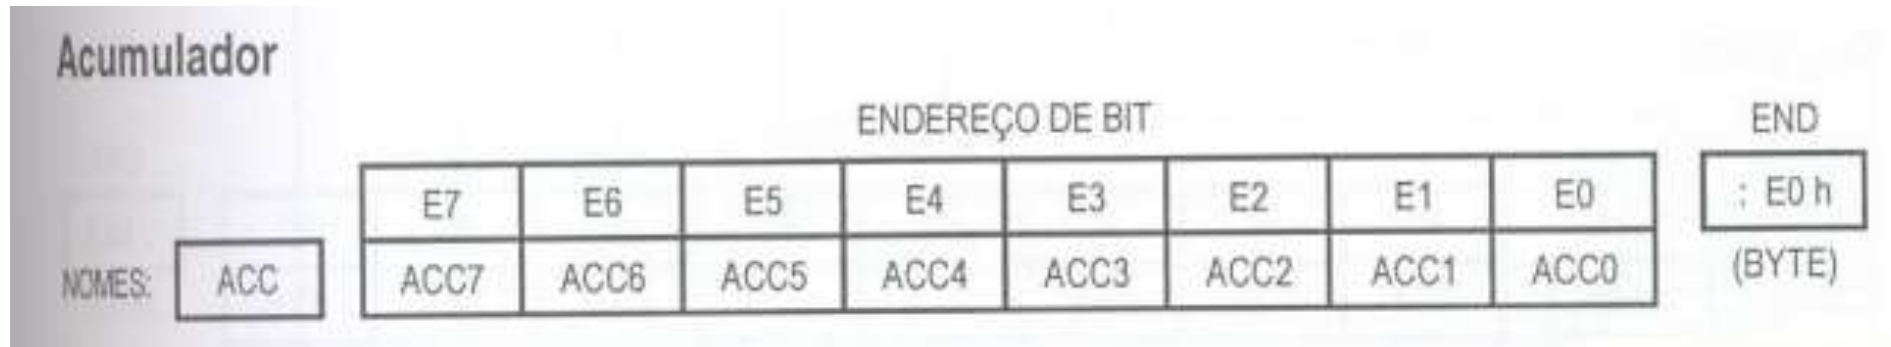 Acumulador
ENDEREÇO DE BIT END
E7 E6 E5 E4 E3 E2 E1 E0 : E0 h
NOMES: ACC ACC7 ACC6 ACC5 ACC4 ACC3 ACC2 ACC1 ACC0 (BYTE)